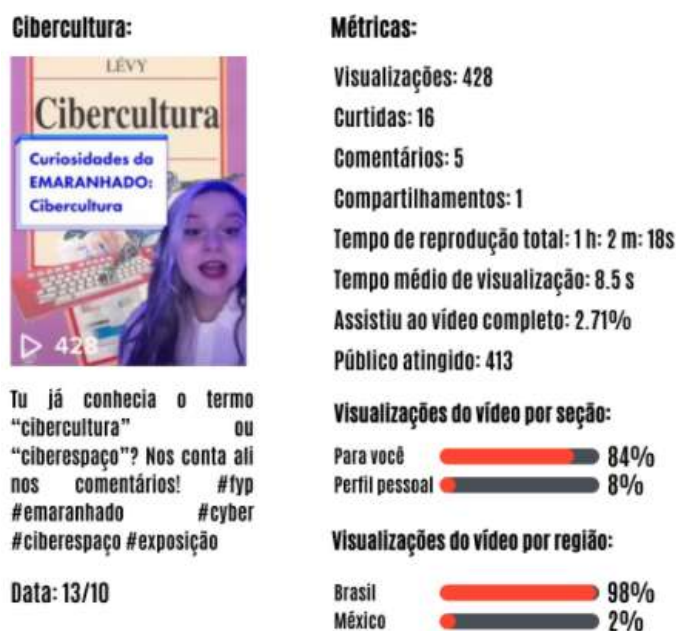 Cibercultura:
LÉVY
Cibercultura
Curiosidades da
EMARANHADO:
Cibercultura
428
Tu já conhecia o termo
“cibercultura” ou
“ciberespaço”? Nos conta ali
nos comentários! #fyp
#emaranhado #cyber
#ciberespaço #exposição
Data: 13/10
Métricas:
Visualizações: 428
Curtidas: 16
Comentários: 5
Compartilhamentos: 1
Tempo de reprodução total: 1 h: 2 m: 18s
Tempo médio de visualização: 8.5 s
Assistiu ao vídeo completo: 2.71%
Público atingido: 413
Visualizações do vídeo por seção:
Para você 84%
Perfil pessoal 8%
Visualizações do vídeo por região:
Brasil 98%
México 2%